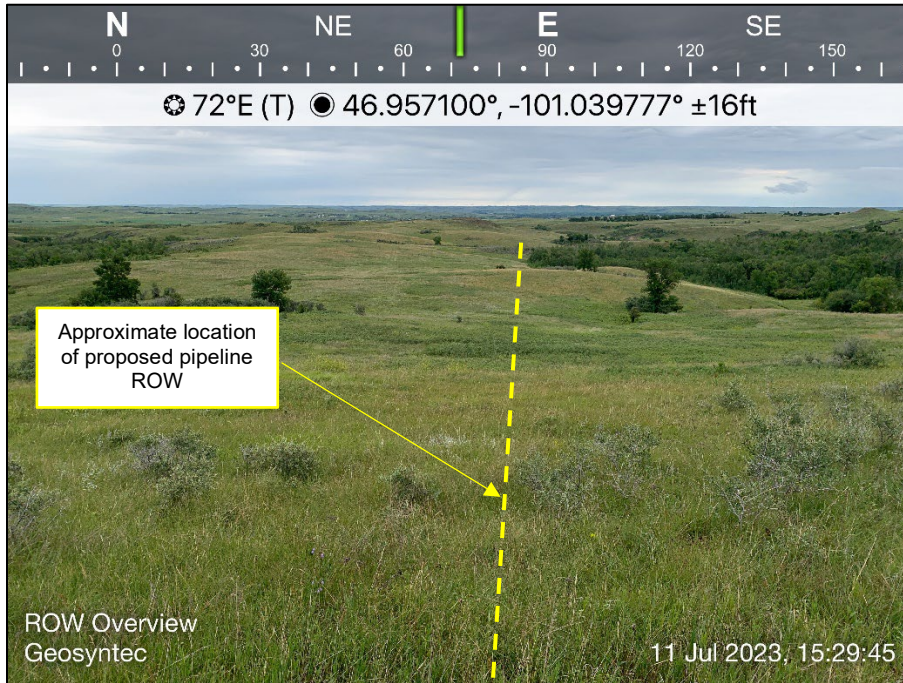 N NE E SE
0 30 60 90 120 150
72°E (T) 46.957100°, -101.039777° ±16ft
Approximate location
of proposed pipeline
ROW
ROW Overview
Geosyntec
11 Jul 2023, 15:29:45